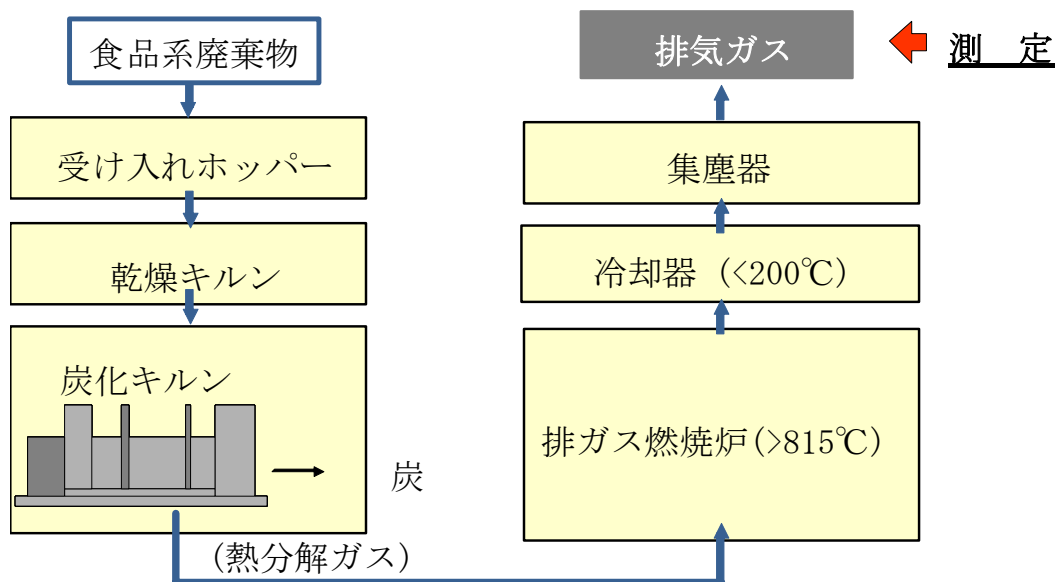 食品系廃棄物
受け入れホッパー
乾燥キルン
炭化キルン
炭
(熱分解ガス)
排気ガス
測　定
集塵器
冷却器 (<200℃)
排ガス燃焼炉(>815℃)